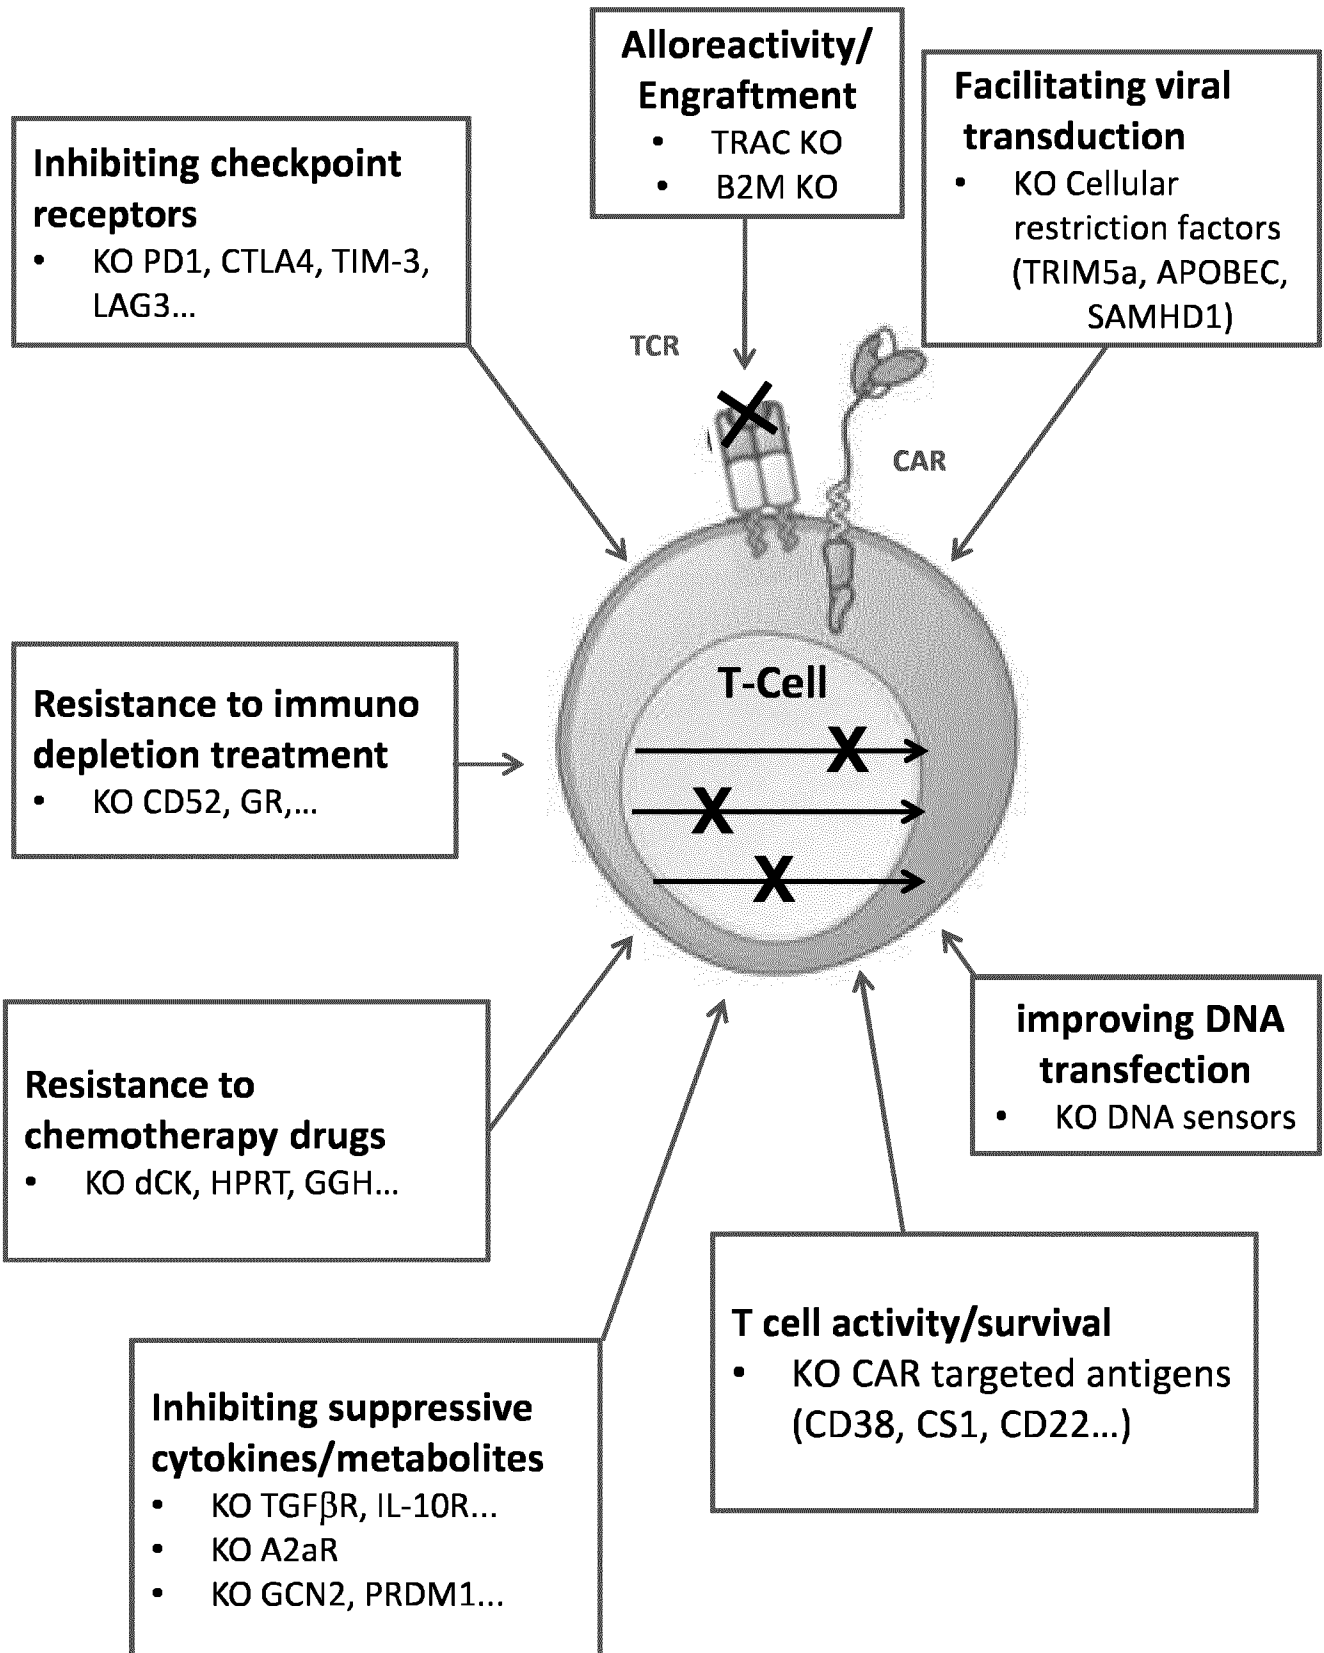 Alloreactivity/
Engraftment
• TRAC KO
• B2M KO
Facilitating viral
transduction
• KO Cellular
restriction factors
(TRIM5a, APOBEC,
SAMHD1)
Inhibiting checkpoint
receptors
• KO PD1, CTLA4, TIM-3,
LAG3...
TCR
CAR
T-Cell
X
X
X
Resistance to immuno
depletion treatment
• KO CD52, GR,...
Resistance to
chemotherapy drugs
• KO dCK, HPRT, GGH...
improving DNA
transfection
• KO DNA sensors
T cell activity/survival
• KO CAR targeted antigens
(CD38, CS1, CD22...)
Inhibiting suppressive
cytokines/metabolites
• KO TGFβR, IL-10R...
• KO A2aR
• KO GCN2, PRDM1...